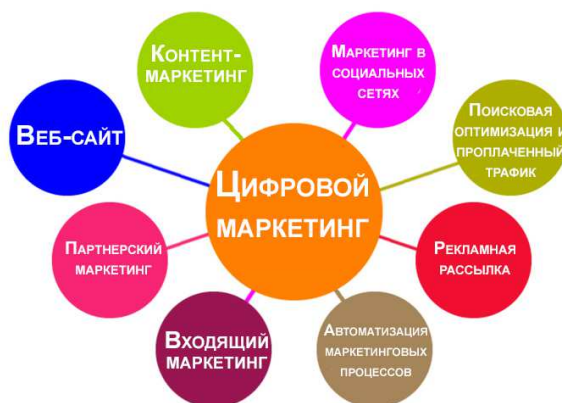 Контент-
маркетинг
Маркетинг в
социальных
сетях
Веб-сайт
Поисковая
оптимизация и
проплаченный
трафик
Цифровой
маркетинг
Партнерский
маркетинг
Рекламная
рассылка
Входящий
маркетинг
Автоматизация
маркетинговых
процессов